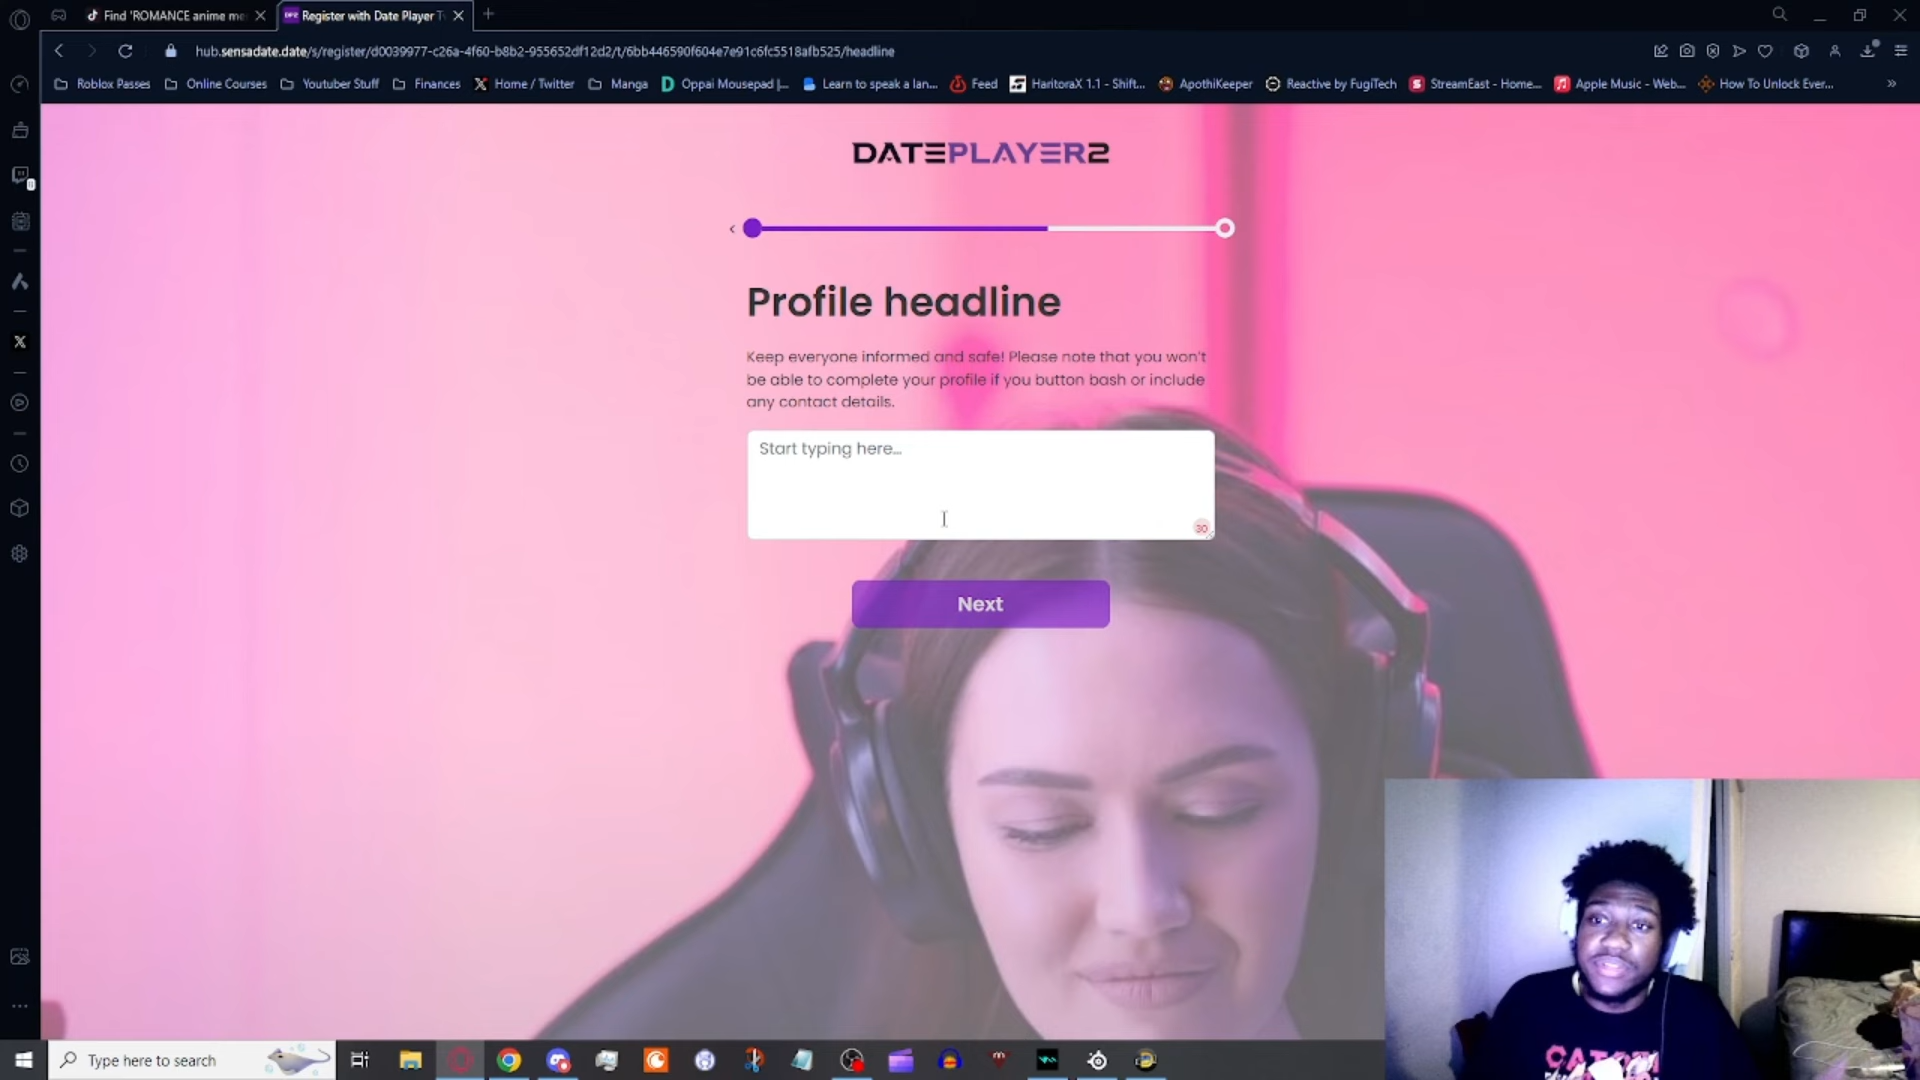 Find 'ROMANCE anime me
DP2 Register with Date Player T
hub.sensadate.date/s/register/d0039977-c26a-4f60-b8b2-955652df12d2/t/6bb446590f604e7e91c6fc5518afb525/headline
Roblox Passes Online Courses Youtuber Stuff Finances Home / Twitter Manga Oppai Mousepad |... Learn to speak a lan... Feed HaritoraX 1.1 - Shift... ApothiKeeper Reactive by FugiTech StreamEast - Home... Apple Music - Web... How To Unlock Ever...
DATEPLAYER2
Profile headline
Keep everyone informed and safe! Please note that you won't
be able to complete your profile if you button bash or include
any contact details.
Start typing here...
30
Next
Type here to search